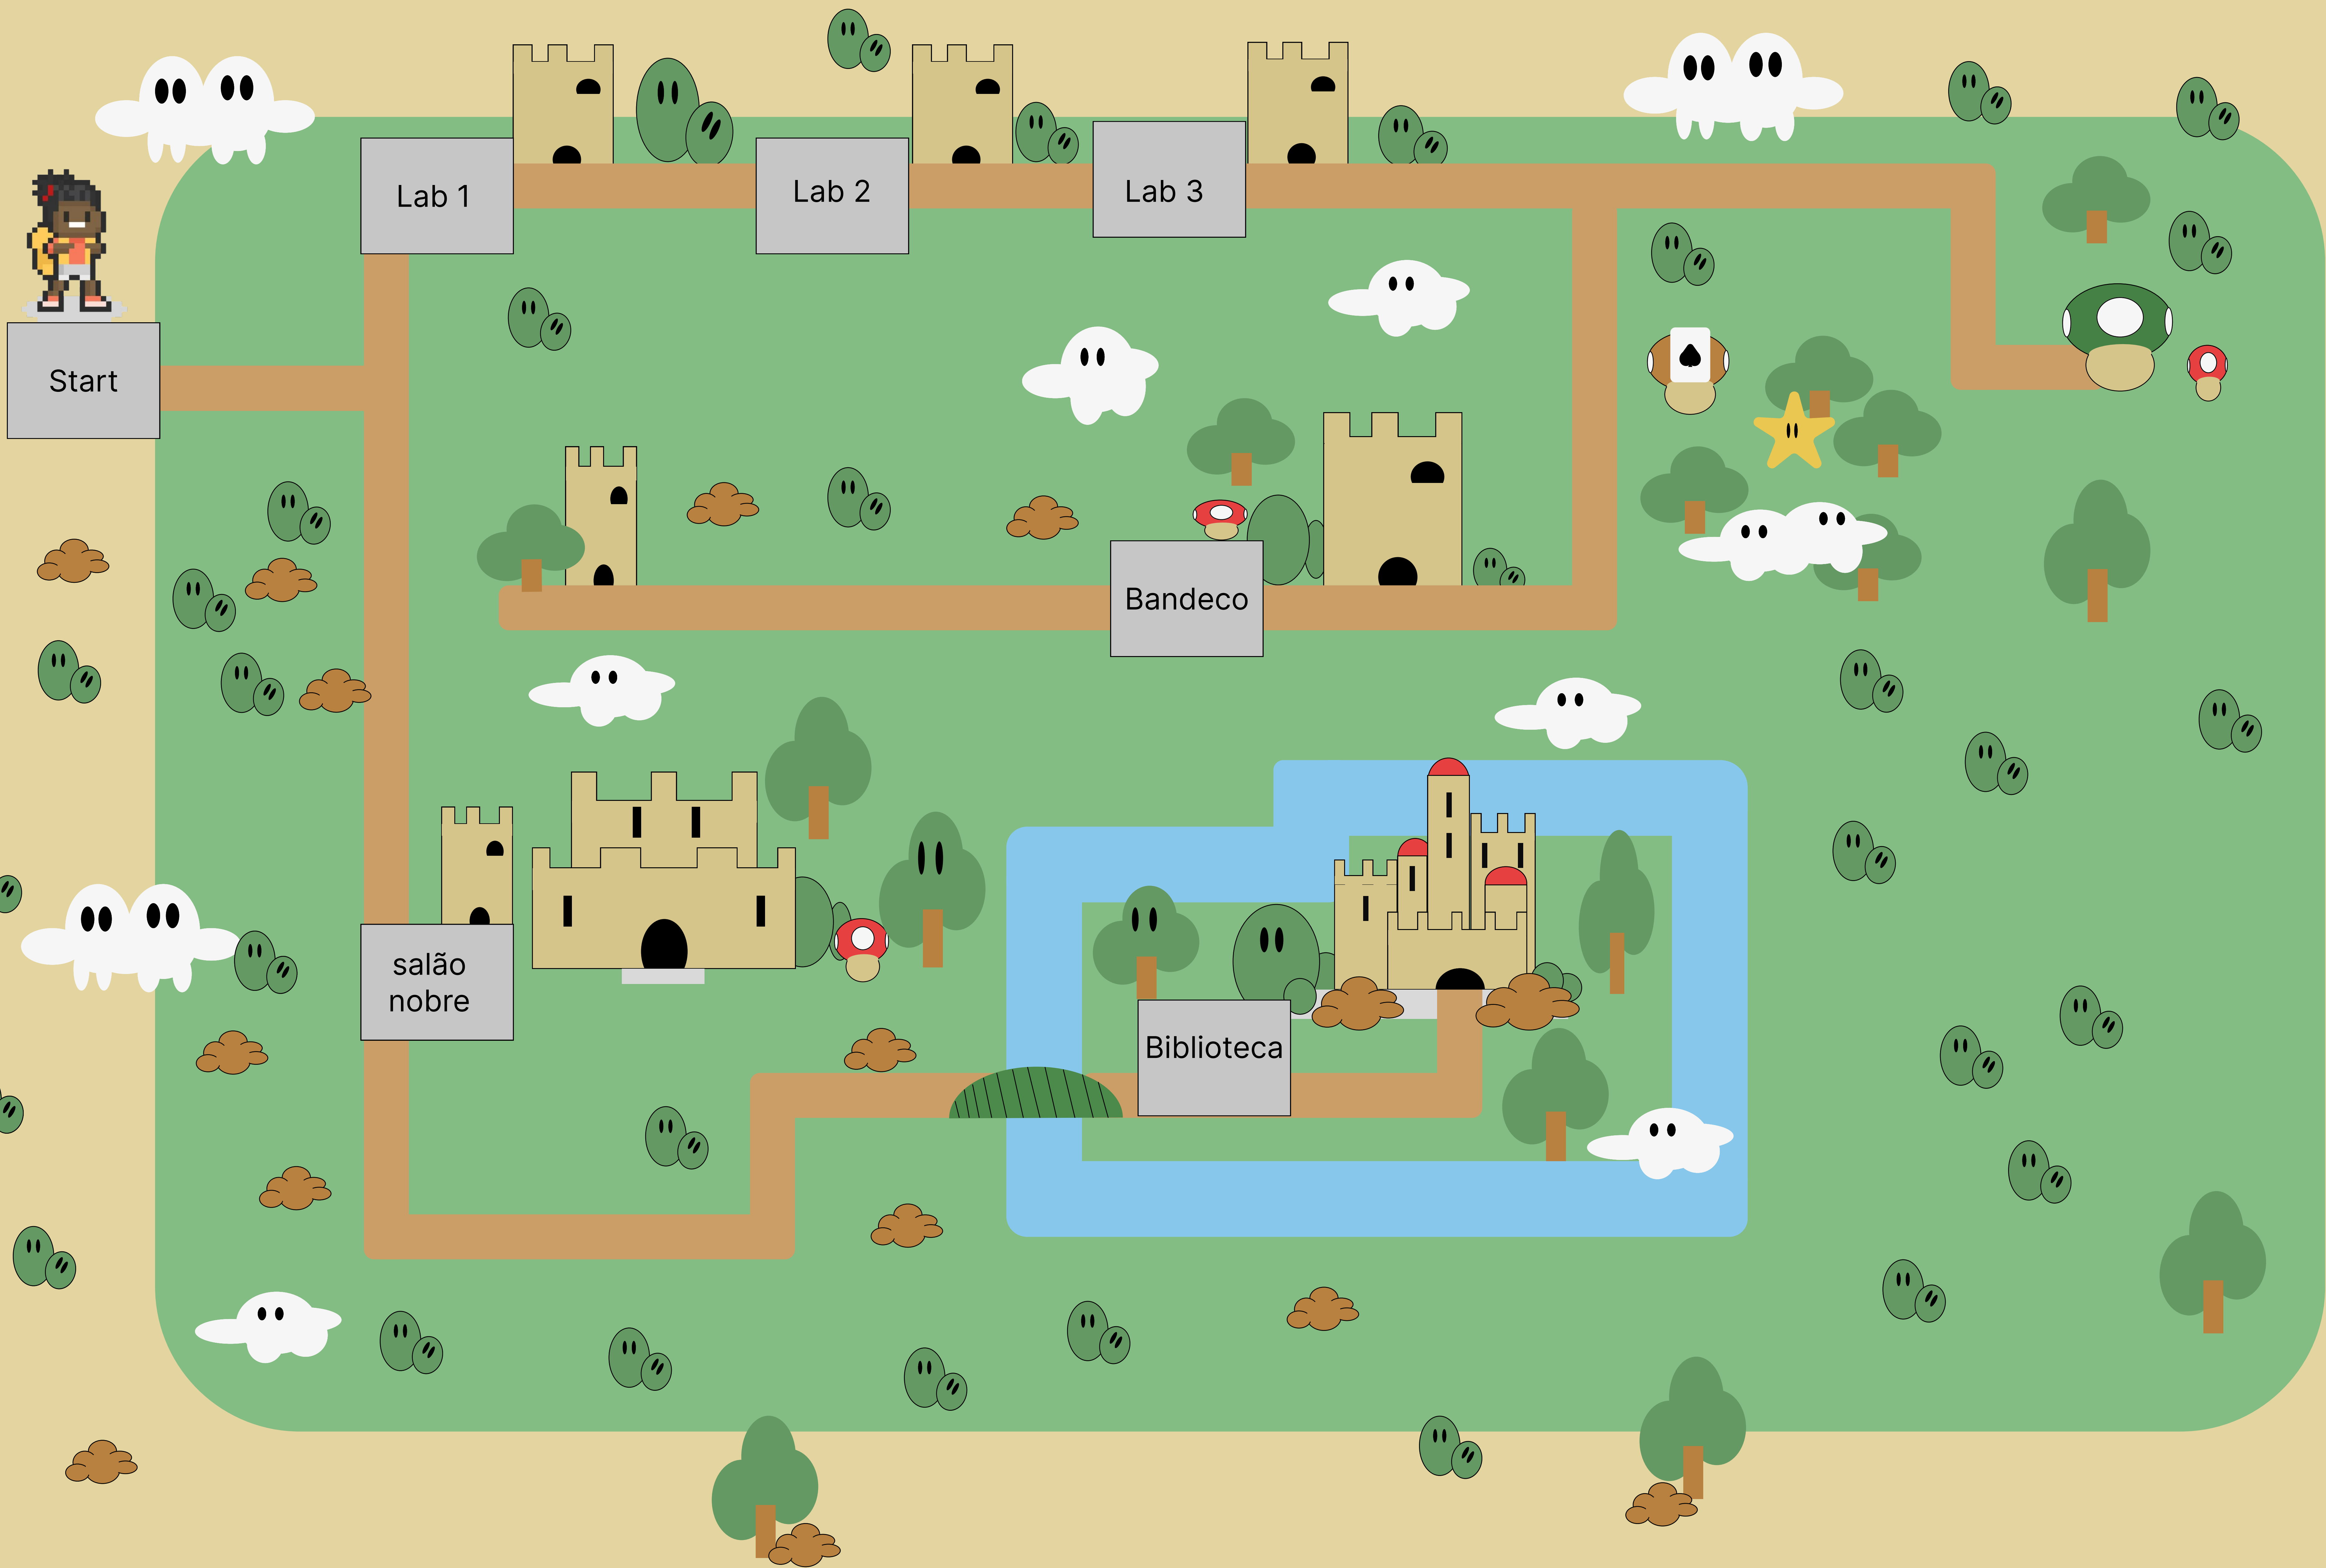 Lab 1
Lab 2
Lab 3
Start
Bandeco
salão
nobre
Biblioteca